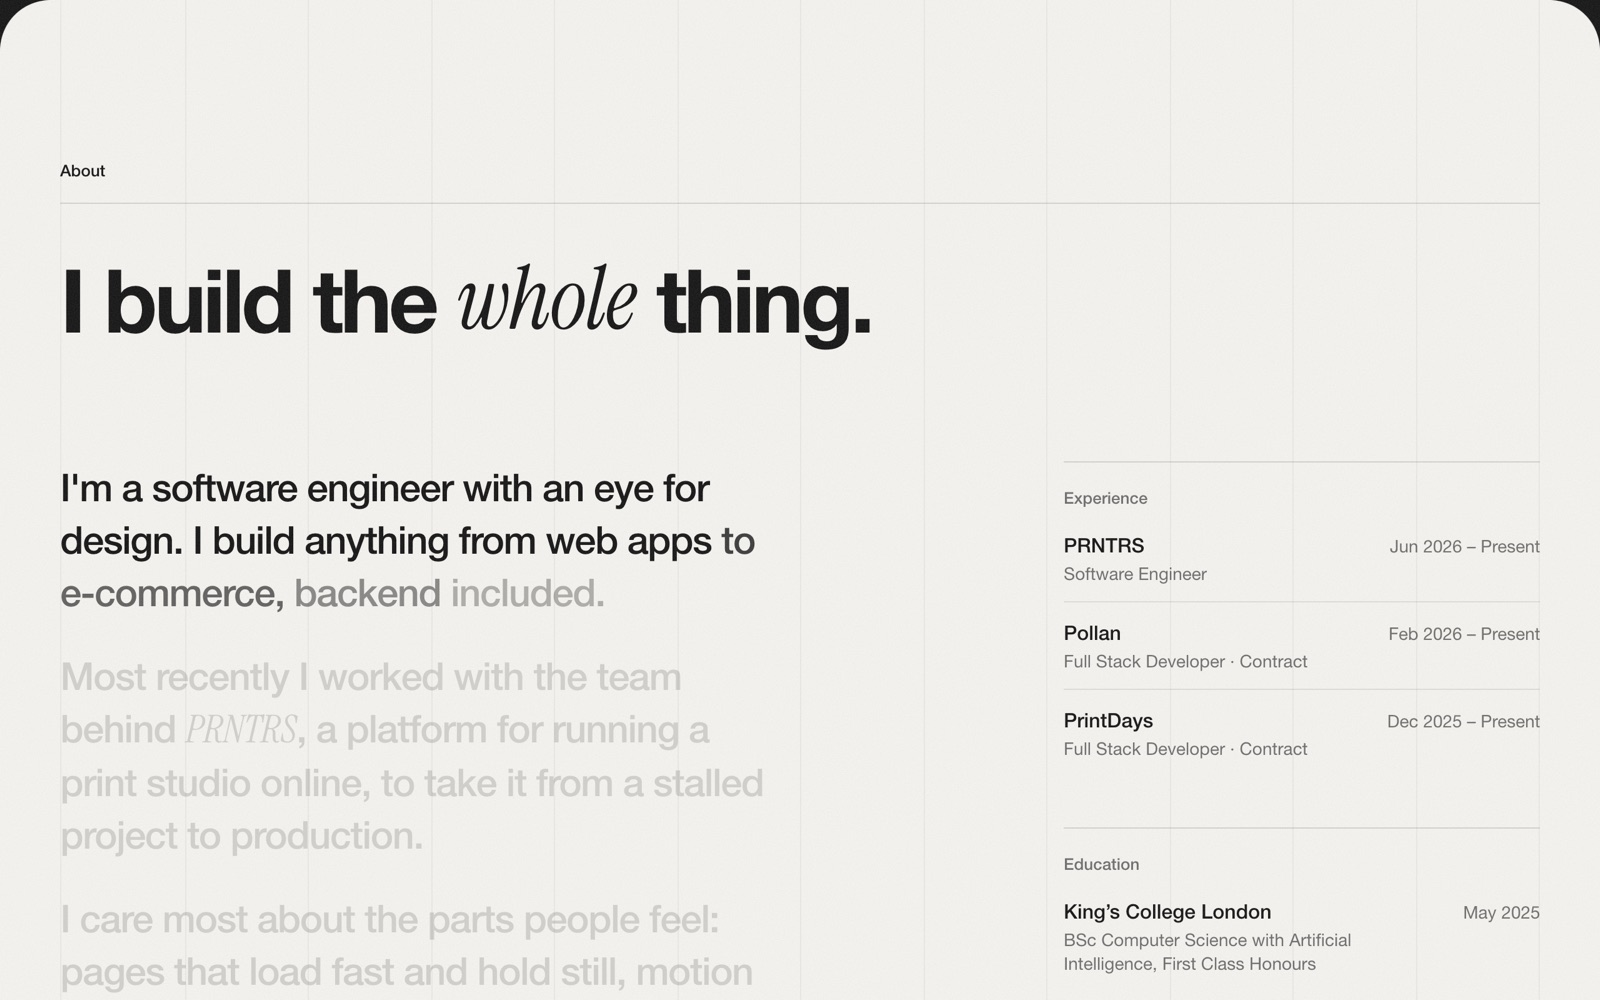 About
I build the whole thing.
I'm a software engineer with an eye for
design. I build anything from web apps to
e-commerce, backend included.
Most recently I worked with the team
behind PRNTRS, a platform for running a
print studio online, to take it from a stalled
project to production.
I care most about the parts people feel:
pages that load fast and hold still, motion
Experience
PRNTRS Jun 2026 – Present
Software Engineer
Pollan Feb 2026 – Present
Full Stack Developer · Contract
PrintDays Dec 2025 – Present
Full Stack Developer · Contract
Education
King’s College London May 2025
BSc Computer Science with Artificial
Intelligence, First Class Honours